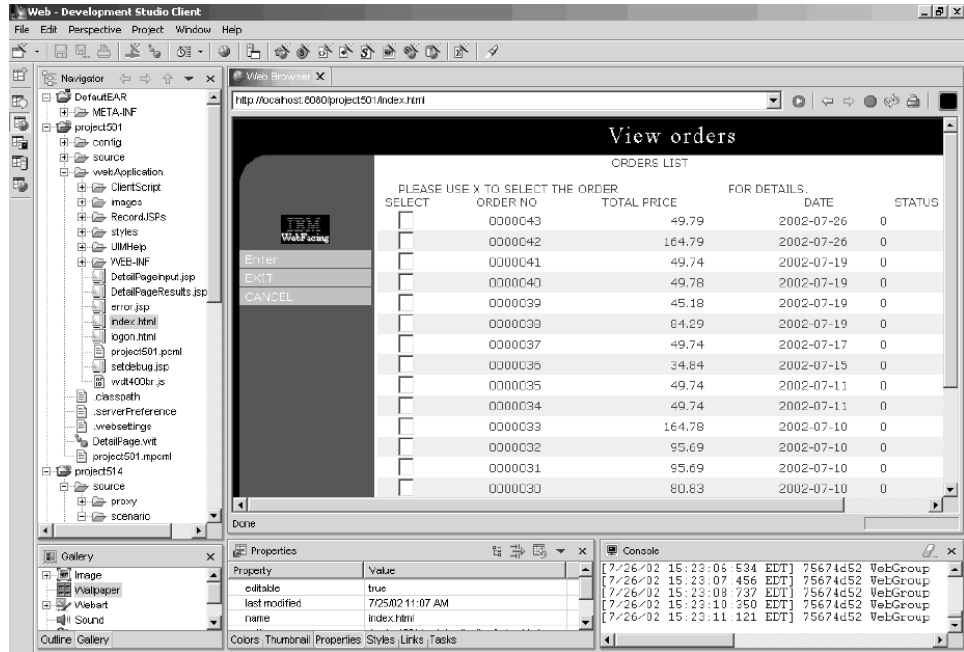 Web - Development Studio Client
File Edit Perspective Project Window Help
Navigator
DefaultEAR
META-INF
project501
config
source
webApplication
ClientScript
images
RecordJSPs
styles
UIMHelp
WEB-INF
DetailPageInput.jsp
DetailPageResults.jsp
error.jsp
index.html
logon.html
project501.pcml
setdebug.jsp
wdt400br.js
.classpath
.serverPreference
.websettings
DetailPage.wit
project501.mpcml
project514
source
proxy
scenario
Web Browser
http://localhost:8080/project501/index.html
View orders
ORDERS LIST
PLEASE USE X TO SELECT THE ORDER FOR DETAILS.
SELECT ORDER NO TOTAL PRICE DATE STATUS
0000043 49.79 2002-07-26 0
0000042 164.79 2002-07-26 0
0000041 49.74 2002-07-19 0
0000040 49.78 2002-07-19 0
0000039 45.18 2002-07-19 0
0000038 84.29 2002-07-19 0
0000037 49.74 2002-07-17 0
0000036 34.84 2002-07-15 0
0000035 49.74 2002-07-11 0
0000034 49.74 2002-07-11 0
0000033 164.78 2002-07-10 0
0000032 95.69 2002-07-10 0
0000031 95.69 2002-07-10 0
0000030 80.83 2002-07-10 0
IBM
WebFacing
Enter
EXIT
CANCEL
Done
Gallery
Image
Wallpaper
Webart
Sound
Outline Gallery
Properties
Property Value
editable true
last modified 7/25/02 11:07 AM
name index.html
Colors Thumbnail Properties Styles Links Tasks
Console
[7/26/02 15:23:06:534 EDT] 75674d52 WebGroup
[7/26/02 15:23:07:456 EDT] 75674d52 WebGroup
[7/26/02 15:23:08:737 EDT] 75674d52 WebGroup
[7/26/02 15:23:10:350 EDT] 75674d52 WebGroup
[7/26/02 15:23:11:121 EDT] 75674d52 WebGroup